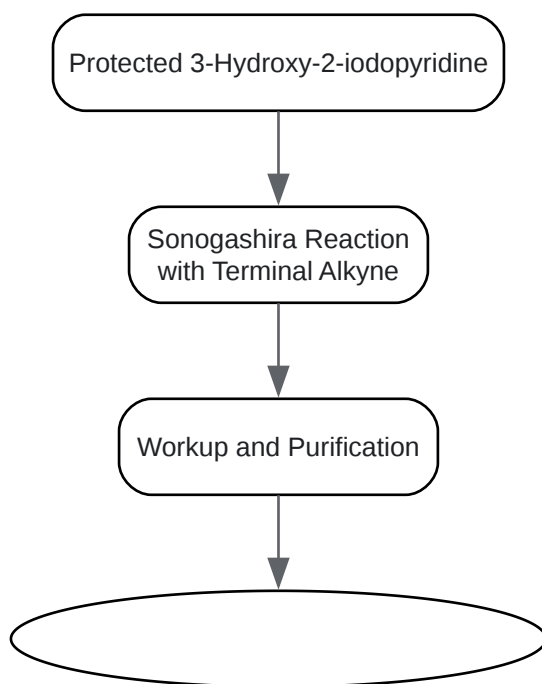 Protected 3-Hydroxy-2-iodopyridine
Sonogashira Reaction
with Terminal Alkyne
Workup and Purification